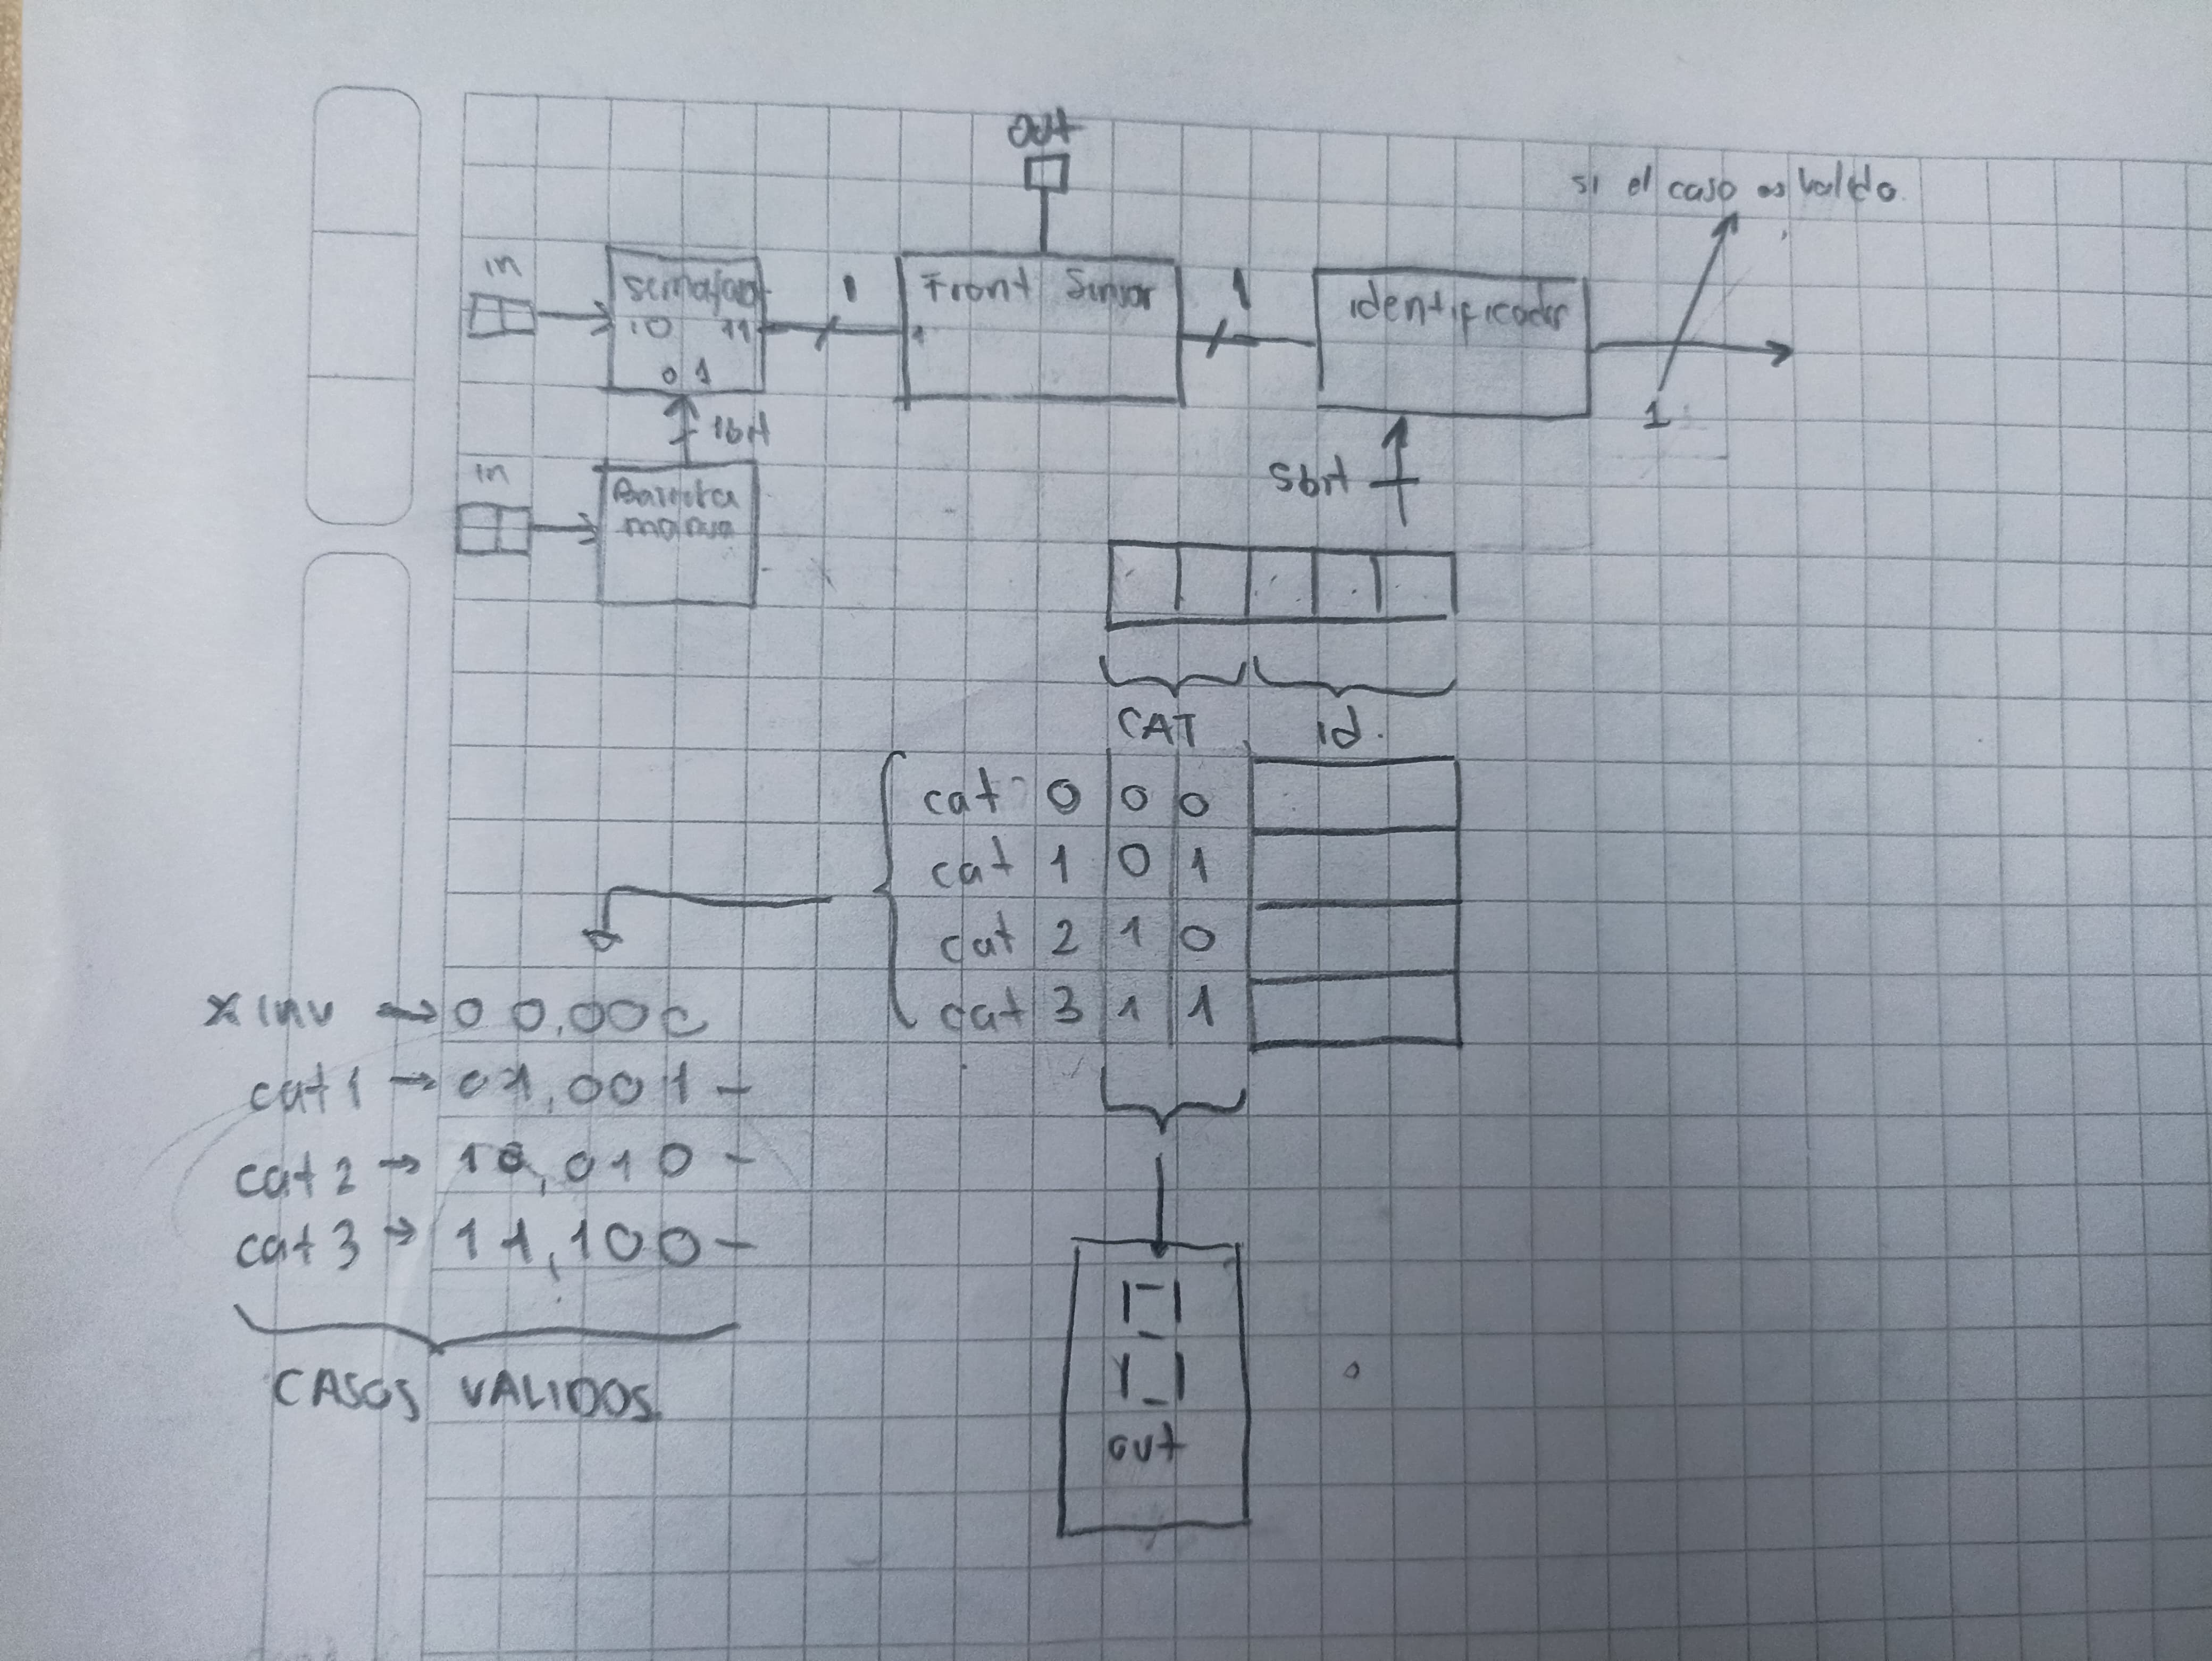 out
si el caso es valido.
in
semaforo
1
Front Sensor
1
identificador
10 11
1
0 1
1
1bit
in
Barrera
manua
5bit
CAT id.
cat 0 0 0
cat 1 0 1
cat 2 1 0
cat 3 1 1
x inv → 00,000
cat 1 → 01,001 -
cat 2 → 10,010 -
cat 3 → 11,100 -
CASOS VALIDOS
out